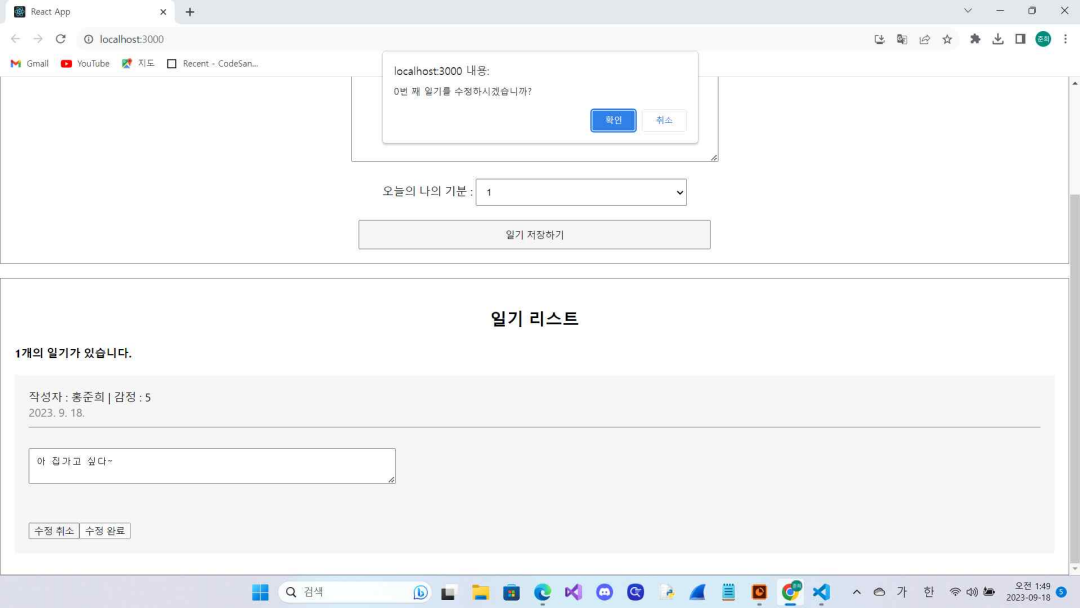 React App
localhost:3000
준희
Gmail
YouTube
지도
Recent - CodeSan...
localhost:3000 내용:
0번 째 일기를 수정하시겠습니까?
확인
취소
오늘의 나의 기분 :
1
일기 저장하기
일기 리스트
1개의 일기가 있습니다.
작성자 : 홍준희 | 감정 : 5
2023. 9. 18.
아 집가고 싶다~
수정 취소
수정 완료
검색
가
한
오전 1:49
2023-09-18
5